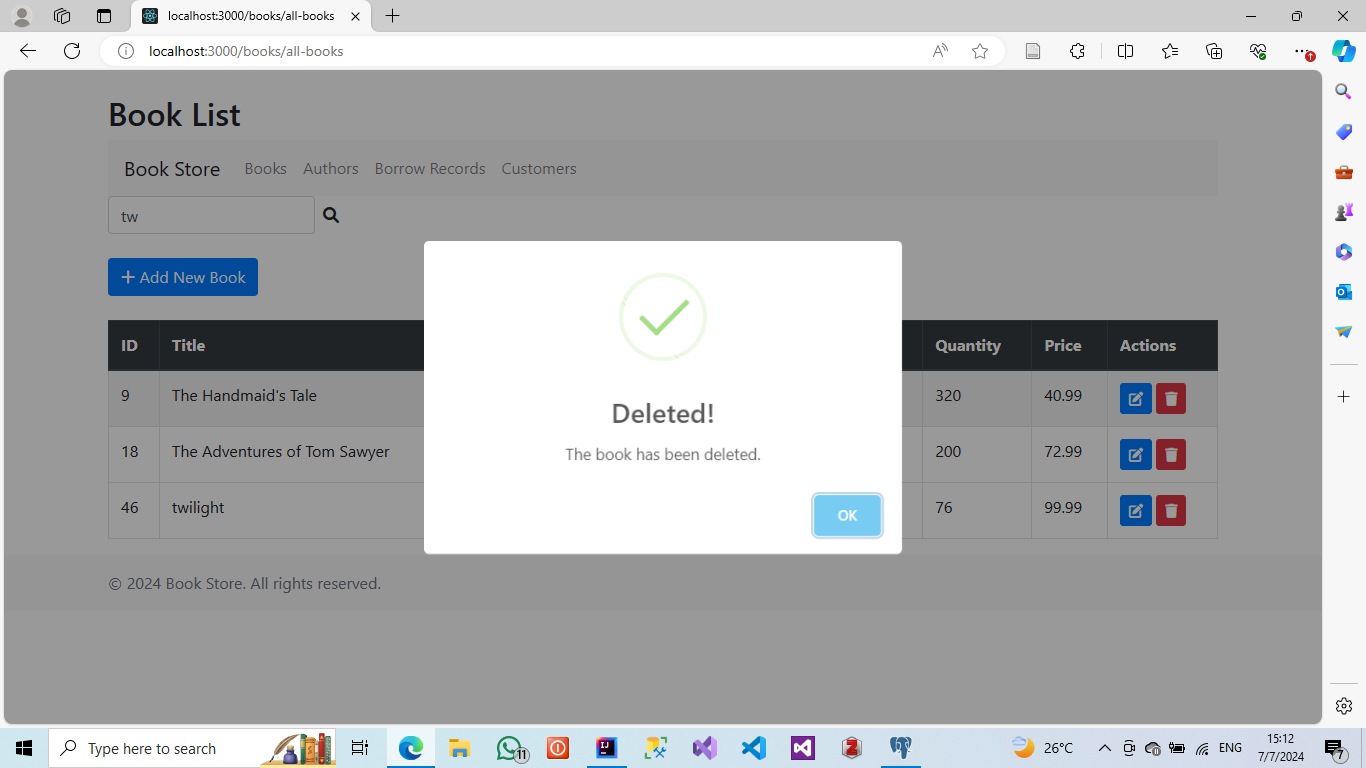 localhost:3000/books/all-books
localhost:3000/books/all-books
Book List
Book Store Books Authors Borrow Records Customers
tw
Add New Book
ID Title Quantity Price Actions
9 The Handmaid's Tale 320 40.99
18 The Adventures of Tom Sawyer 200 72.99
46 twilight 76 99.99
Deleted!
The book has been deleted.
OK
© 2024 Book Store. All rights reserved.
Type here to search
11
26°C
ENG
15:12
7/7/2024
7